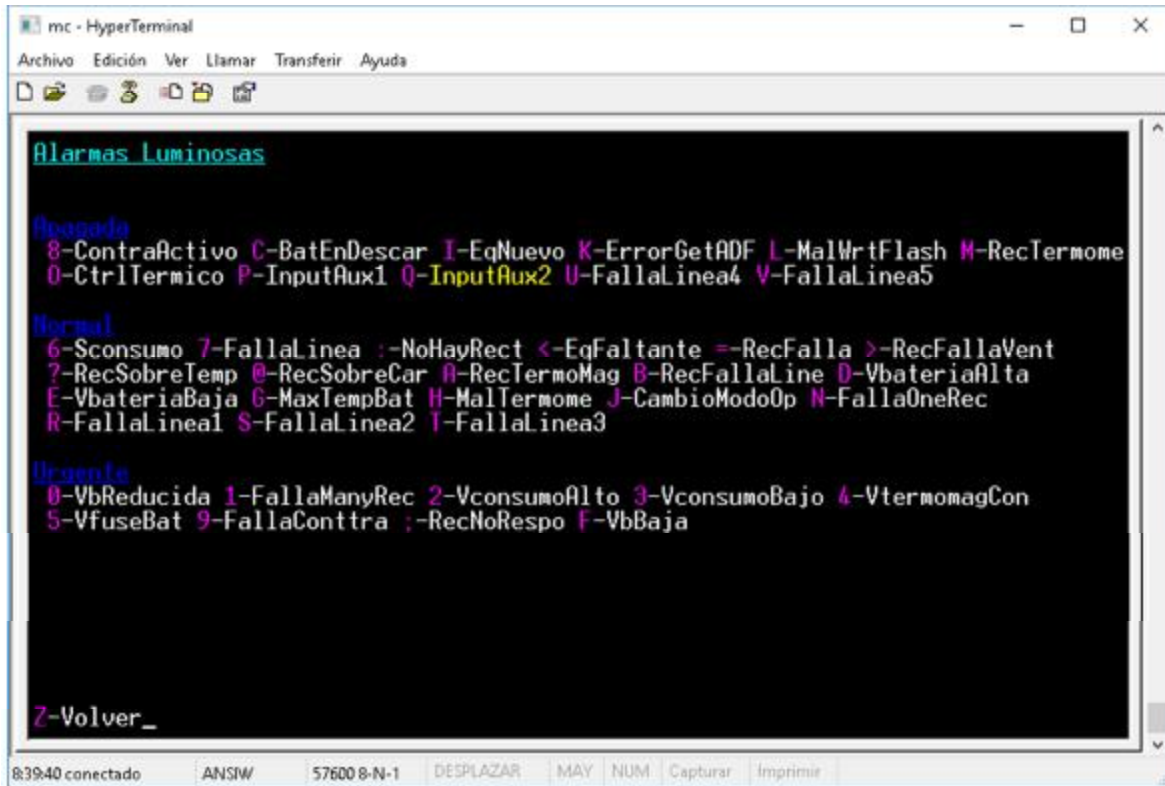 mc - HyperTerminal
Archivo Edición Ver Llamar Transferir Ayuda
Alarmas Luminosas
Apagado
8-ContraActivo C-BatEnDescar I-EqNuevo K-ErrorGetADF L-MalWrtFlash M-RecTermome
O-CtrlTermico P-InputAux1 Q-InputAux2 U-FallaLinea4 V-FallaLinea5
Normal
6-Sconsumo 7-FallaLinea :-NoHayRect <-EqFaltante =-RecFalla >-RecFallaVent
?-RecSobreTemp @-RecSobreCar A-RecTermoMag B-RecFallaLine D-VbateriaAlta
E-VbateriaBaja G-MaxTempBat H-MalTermome J-CambioModoOp N-FallaOneRec
R-FallaLinea1 S-FallaLinea2 T-FallaLinea3
Urgente
0-VbReducida 1-FallaManyRec 2-VconsumoAlto 3-VconsumoBajo 4-VtermomagCon
5-VfuseBat 9-FallaConttra ;-RecNoRespo F-VbBaja
Z-Volver_
8:39:40 conectado ANSIW 57600 8-N-1 DESPLAZAR MAY NUM Capturar Imprimir